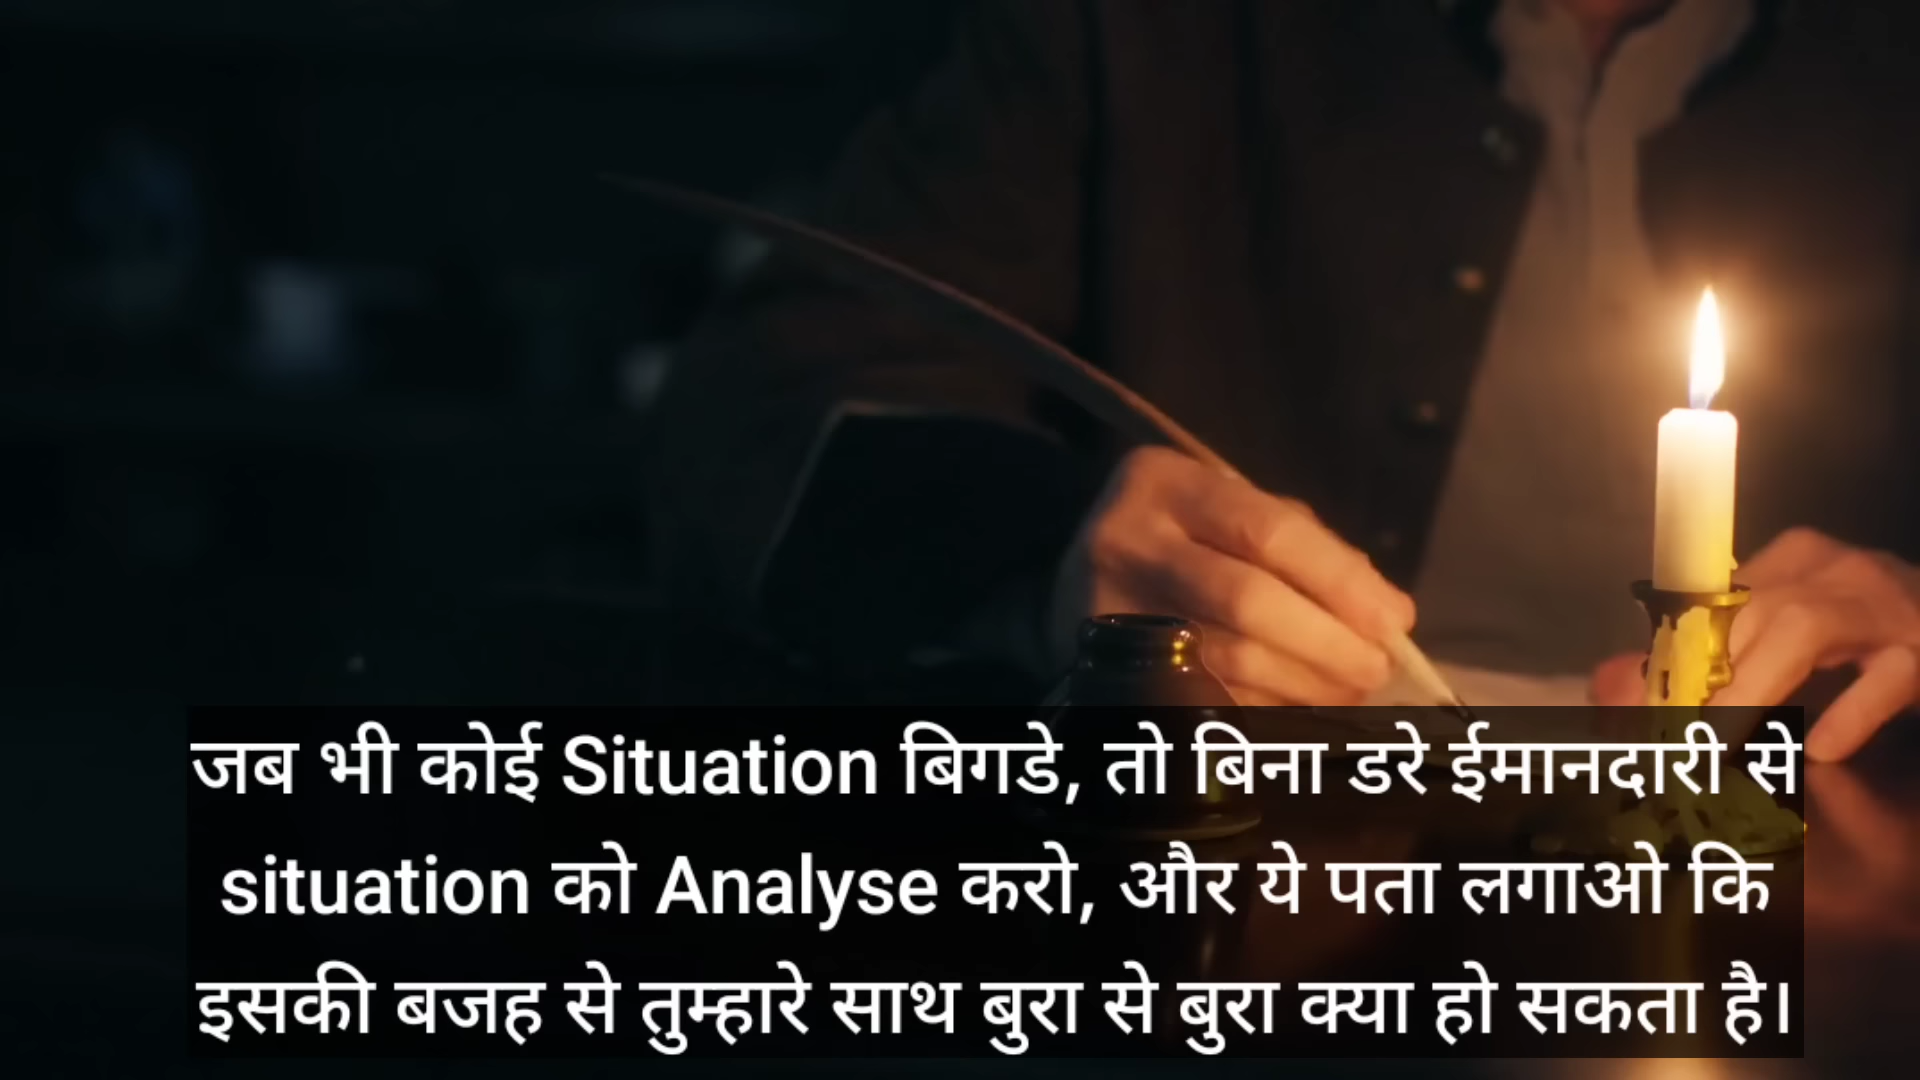 जब भी कोई Situation बिगडे, तो बिना डरे ईमानदारी से
situation को Analyse करो, और ये पता लगाओ कि
इसकी बजह से तुम्हारे साथ बुरा से बुरा क्या हो सकता है।